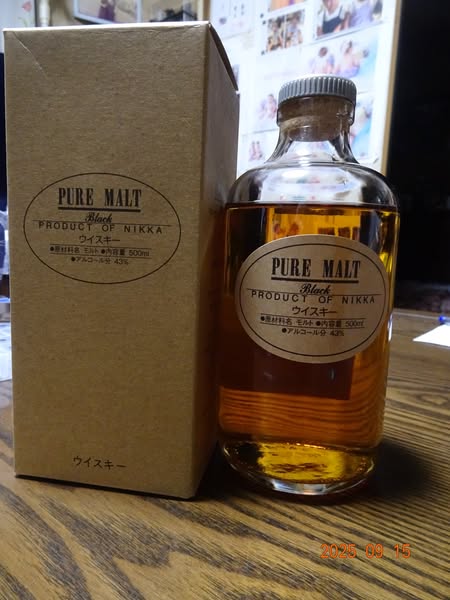 PURE MALT
Black
PRODUCT OF NIKKA
ウイスキー
●原材料名 モルト ●内容量 500ml
●アルコール分 43%
ウイスキー
PURE MALT
Black
PRODUCT OF NIKKA
ウイスキー
●原材料名 モルト ●内容量 500ml
●アルコール分 43%
2025 09 15